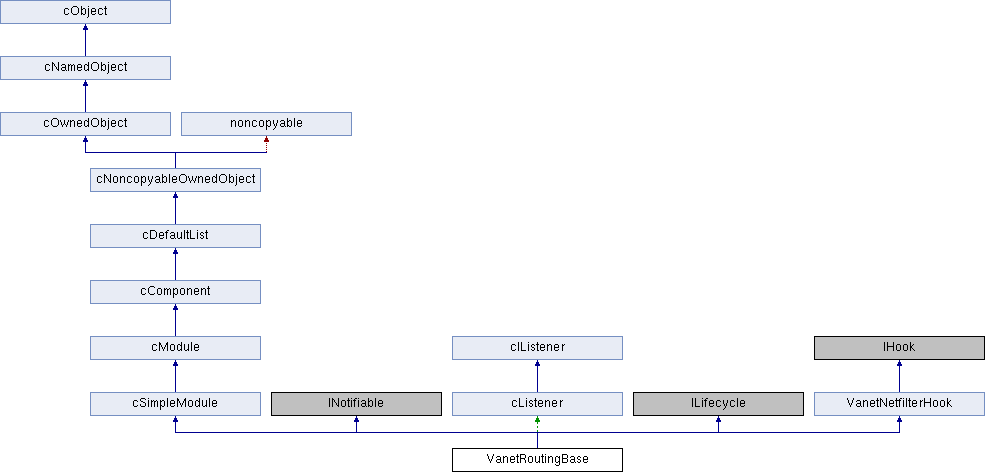 cObject
cNamedObject
cOwnedObject noncopyable
cNoncopyableOwnedObject
cDefaultList
cComponent
cModule cIListener IHook
cSimpleModule INotifiable cListener ILifecycle VanetNetfilterHook
VanetRoutingBase